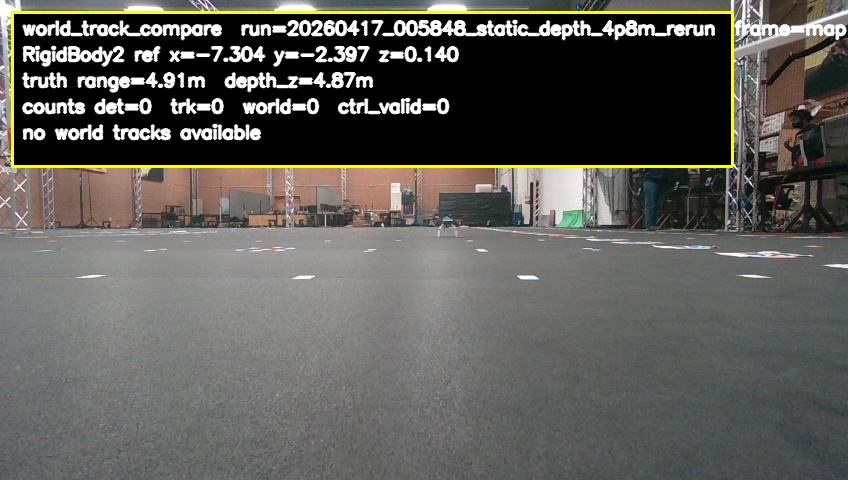 world_track_compare run=20260417_005848_static_depth_4p8m_rerun frame=map
RigidBody2 ref x=-7.304 y=-2.397 z=0.140
truth range=4.91m depth_z=4.87m
counts det=0 trk=0 world=0 ctrl_valid=0
no world tracks available